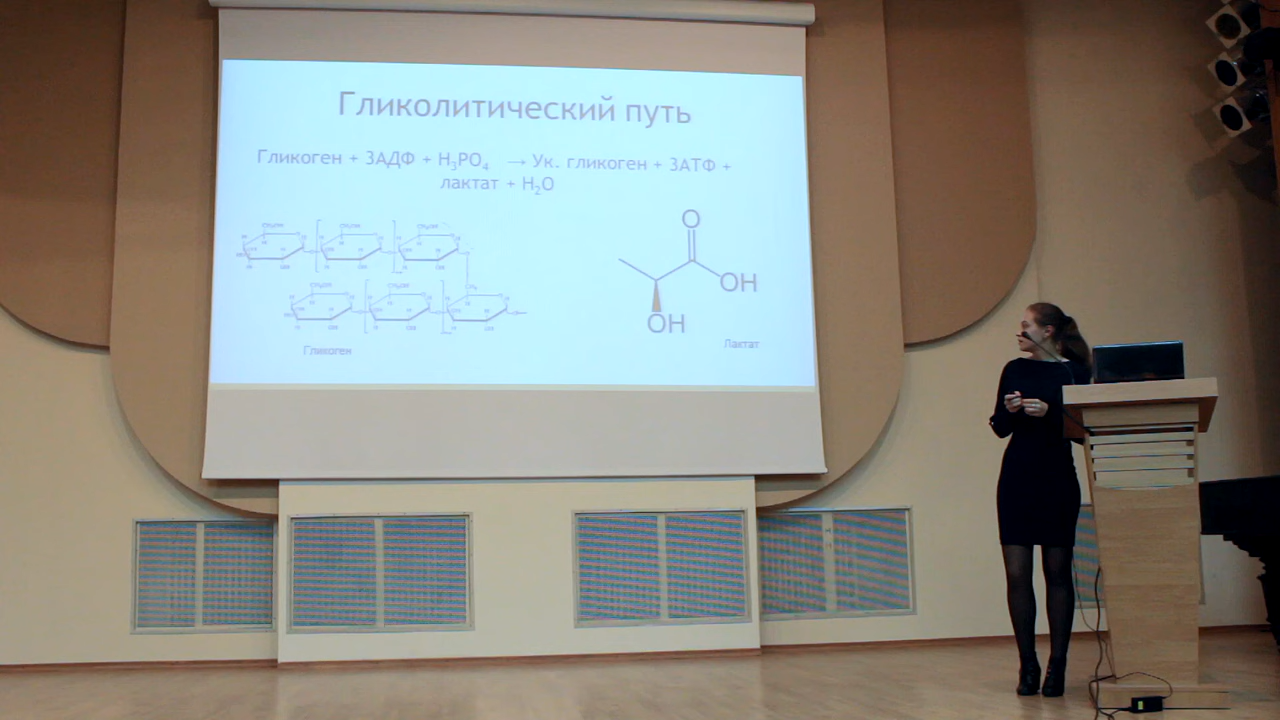 Гликолитический путь
Гликоген + 3АДФ + H₃PO₄ → Ук. гликоген + 3АТФ +
лактат + H₂O
O
OH
OH
Гликоген
Лактат